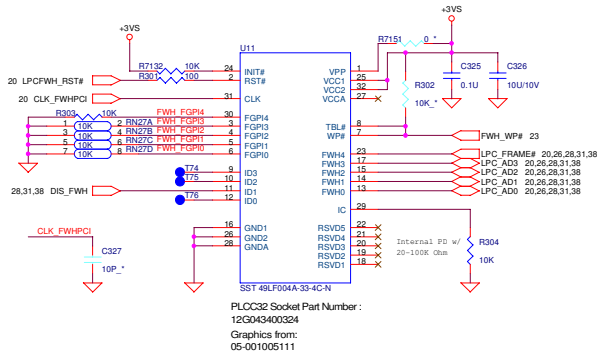 +3VS
+3VS
U11
R7151 0_*
R7132 10K
24 INIT#
VPP 1
20 LPCFWH_RST#
R301 100
2 RST#
VCC1 25
VCC2 32
VCCA 27
R302
10K_*
C325
0.1U
C326
10U/10V
20 CLK_FWHPCI
31 CLK
R303 10K FWH_FGPI4
30 FGPI4
1 10K 2 RN27A FWH_FGPI3
3 FGPI3
3 10K 4 RN27B FWH_FGPI2
4 FGPI2
5 10K 6 RN27C FWH_FGPI1
5 FGPI1
7 10K 8 RN27D FWH_FGPI0
6 FGPI0
TBL# 8
WP# 7
FWH_WP# 23
FWH4 23 LPC_FRAME# 20,26,28,31,38
FWH3 17 LPC_AD3 20,26,28,31,38
FWH2 15 LPC_AD2 20,26,28,31,38
FWH1 14 LPC_AD1 20,26,28,31,38
FWH0 13 LPC_AD0 20,26,28,31,38
T74
9 ID3
T75
10 ID2
28,31,38 DIS_FWH
11 ID1
T76
12 ID0
IC 29
16 GND1
26 GND2
28 GNDA
RSVD5 22
RSVD4 21
RSVD3 20
RSVD2 19
RSVD1 18
Internal PD w/
20-100K Ohm
R304
10K
CLK_FWHPCI
C327
10P_*
SST 49LF004A-33-4C-N
PLCC32 Socket Part Number :
12G043400324
Graphics from:
05-001005111